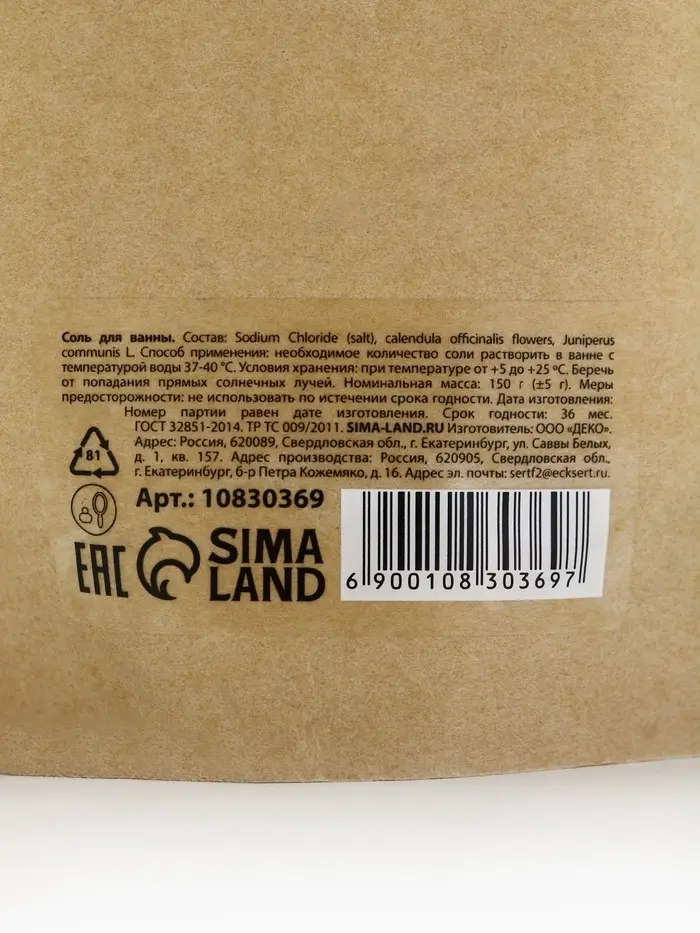 Соль для ванны. Состав: Sodium Chloride (salt), calendula officinalis flowers, Juniperus
communis L. Способ применения: необходимое количество соли растворить в ванне с
температурой воды 37-40 °С. Условия хранения: при температуре от +5 до +25 ºС. Беречь
от попадания прямых солнечных лучей. Номинальная масса: 150 г (±5 г). Меры
предосторожности: не использовать по истечении срока годности. Дата изготовления:
Номер партии равен дате изготовления. Срок годности: 36 мес.
ГОСТ 32851-2014. ТР ТС 009/2011. SIMA-LAND.RU Изготовитель: ООО «ДЕКО».
Адрес: Россия, 620089, Свердловская обл., г. Екатеринбург, ул. Саввы Белых,
д. 1, кв. 157. Адрес производства: Россия, 620905, Свердловская обл.,
г. Екатеринбург, б-р Петра Кожемяко, д. 16. Адрес эл. почты: sertf2@ecksert.ru.
81
Арт.: 10830369
EAC
SIMA
LAND
6 900108 303697